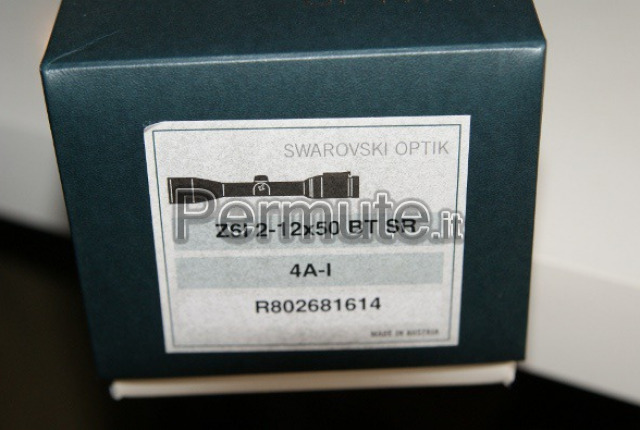 SWAROVSKI OPTIK
Permute.it
Z6i 2-12x50 BT SR
4A-I
R802681614
MADE IN AUSTRIA